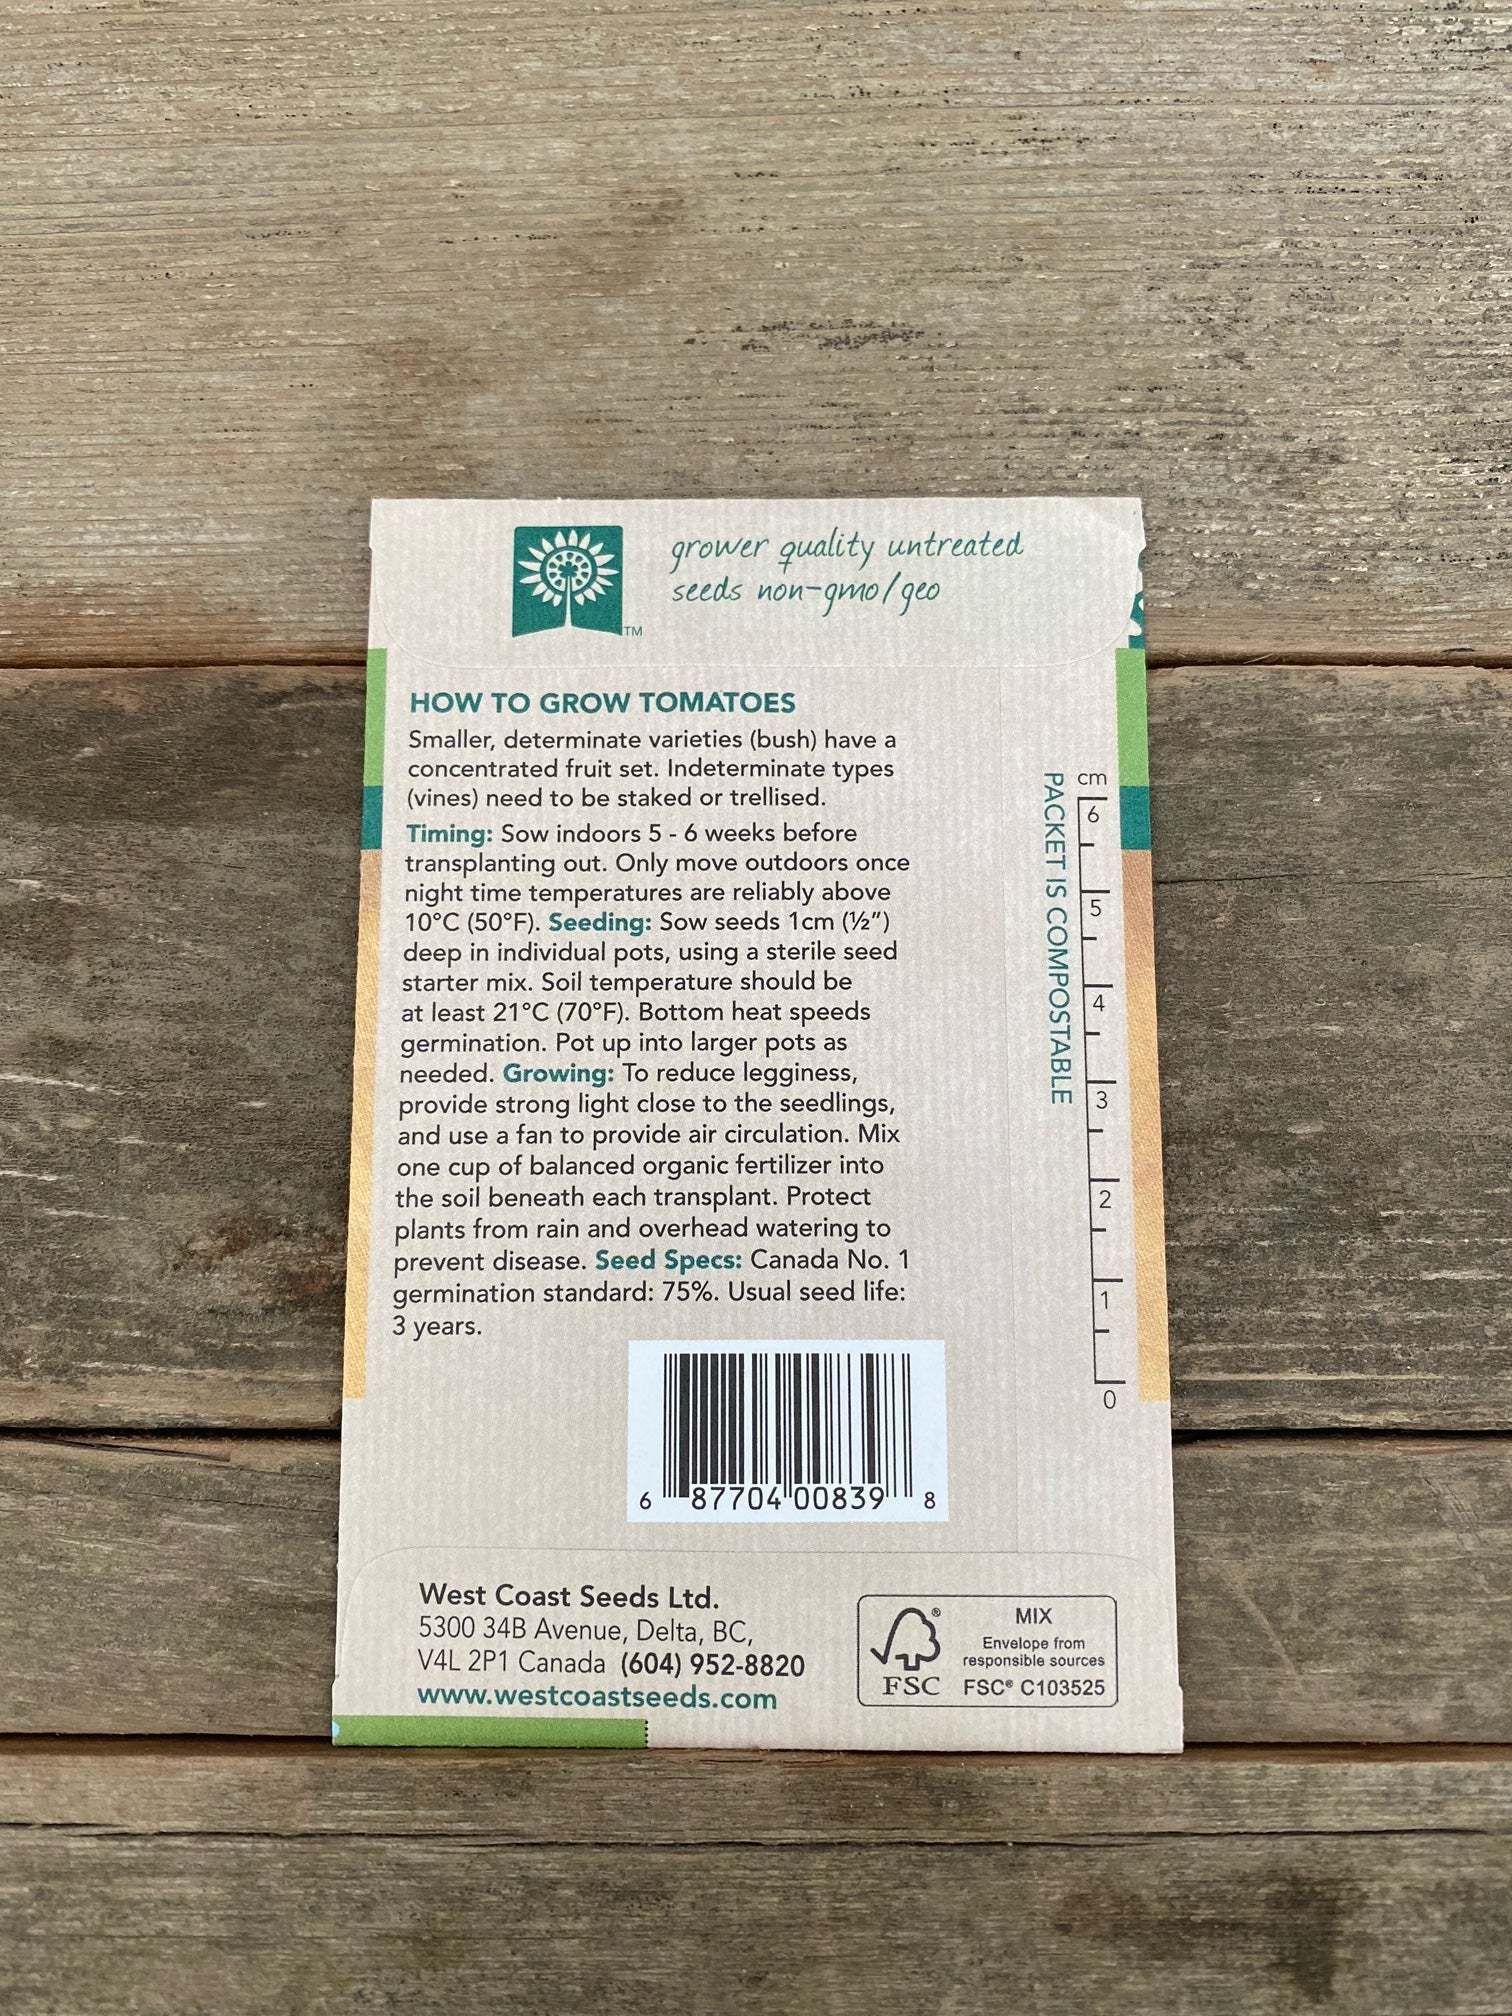 grower quality untreated
seeds non-gmo/geo
TM
HOW TO GROW TOMATOES
Smaller, determinate varieties (bush) have a
concentrated fruit set. Indeterminate types
(vines) need to be staked or trellised.
Timing: Sow indoors 5 - 6 weeks before
transplanting out. Only move outdoors once
night time temperatures are reliably above
10°C (50°F). Seeding: Sow seeds 1cm (½")
deep in individual pots, using a sterile seed
starter mix. Soil temperature should be
at least 21°C (70°F). Bottom heat speeds
germination. Pot up into larger pots as
needed. Growing: To reduce legginess,
provide strong light close to the seedlings,
and use a fan to provide air circulation. Mix
one cup of balanced organic fertilizer into
the soil beneath each transplant. Protect
plants from rain and overhead watering to
prevent disease. Seed Specs: Canada No. 1
germination standard: 75%. Usual seed life:
3 years.
PACKET IS COMPOSTABLE
cm
6
5
4
3
2
1
0
6 87704 00839 8
West Coast Seeds Ltd.
5300 34B Avenue, Delta, BC,
V4L 2P1 Canada (604) 952-8820
www.westcoastseeds.com
®
FSC
MIX
Envelope from
responsible sources
FSC® C103525